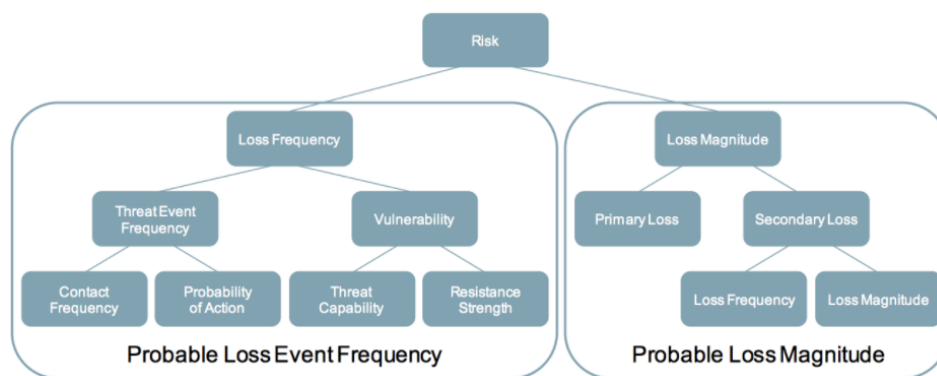 Risk
Loss Frequency
Loss Magnitude
Threat Event
Frequency
Vulnerability
Primary Loss
Secondary Loss
Contact
Frequency
Probability
of Action
Threat
Capability
Resistance
Strength
Loss Frequency
Loss Magnitude
Probable Loss Event Frequency
Probable Loss Magnitude